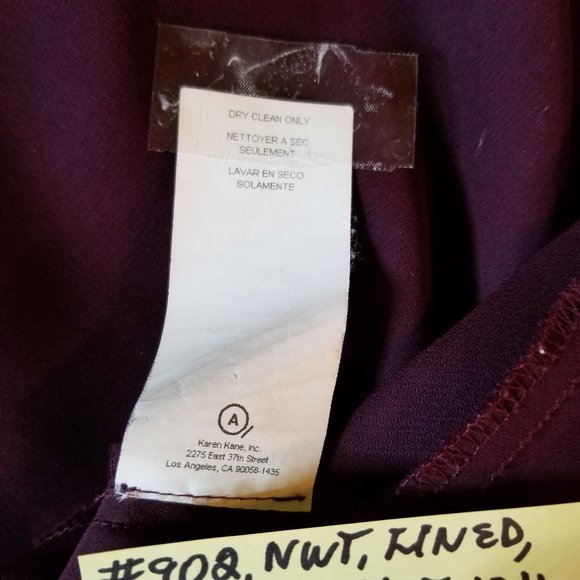 DRY CLEAN ONLY
NETTOYER A SEC
SEULEMENT
LAVAR EN SECO
SOLAMENTE
A
Karen Kane, Inc.
2275 East 37th Street
Los Angeles, CA 90058-1435
#902, NWT, LINED,